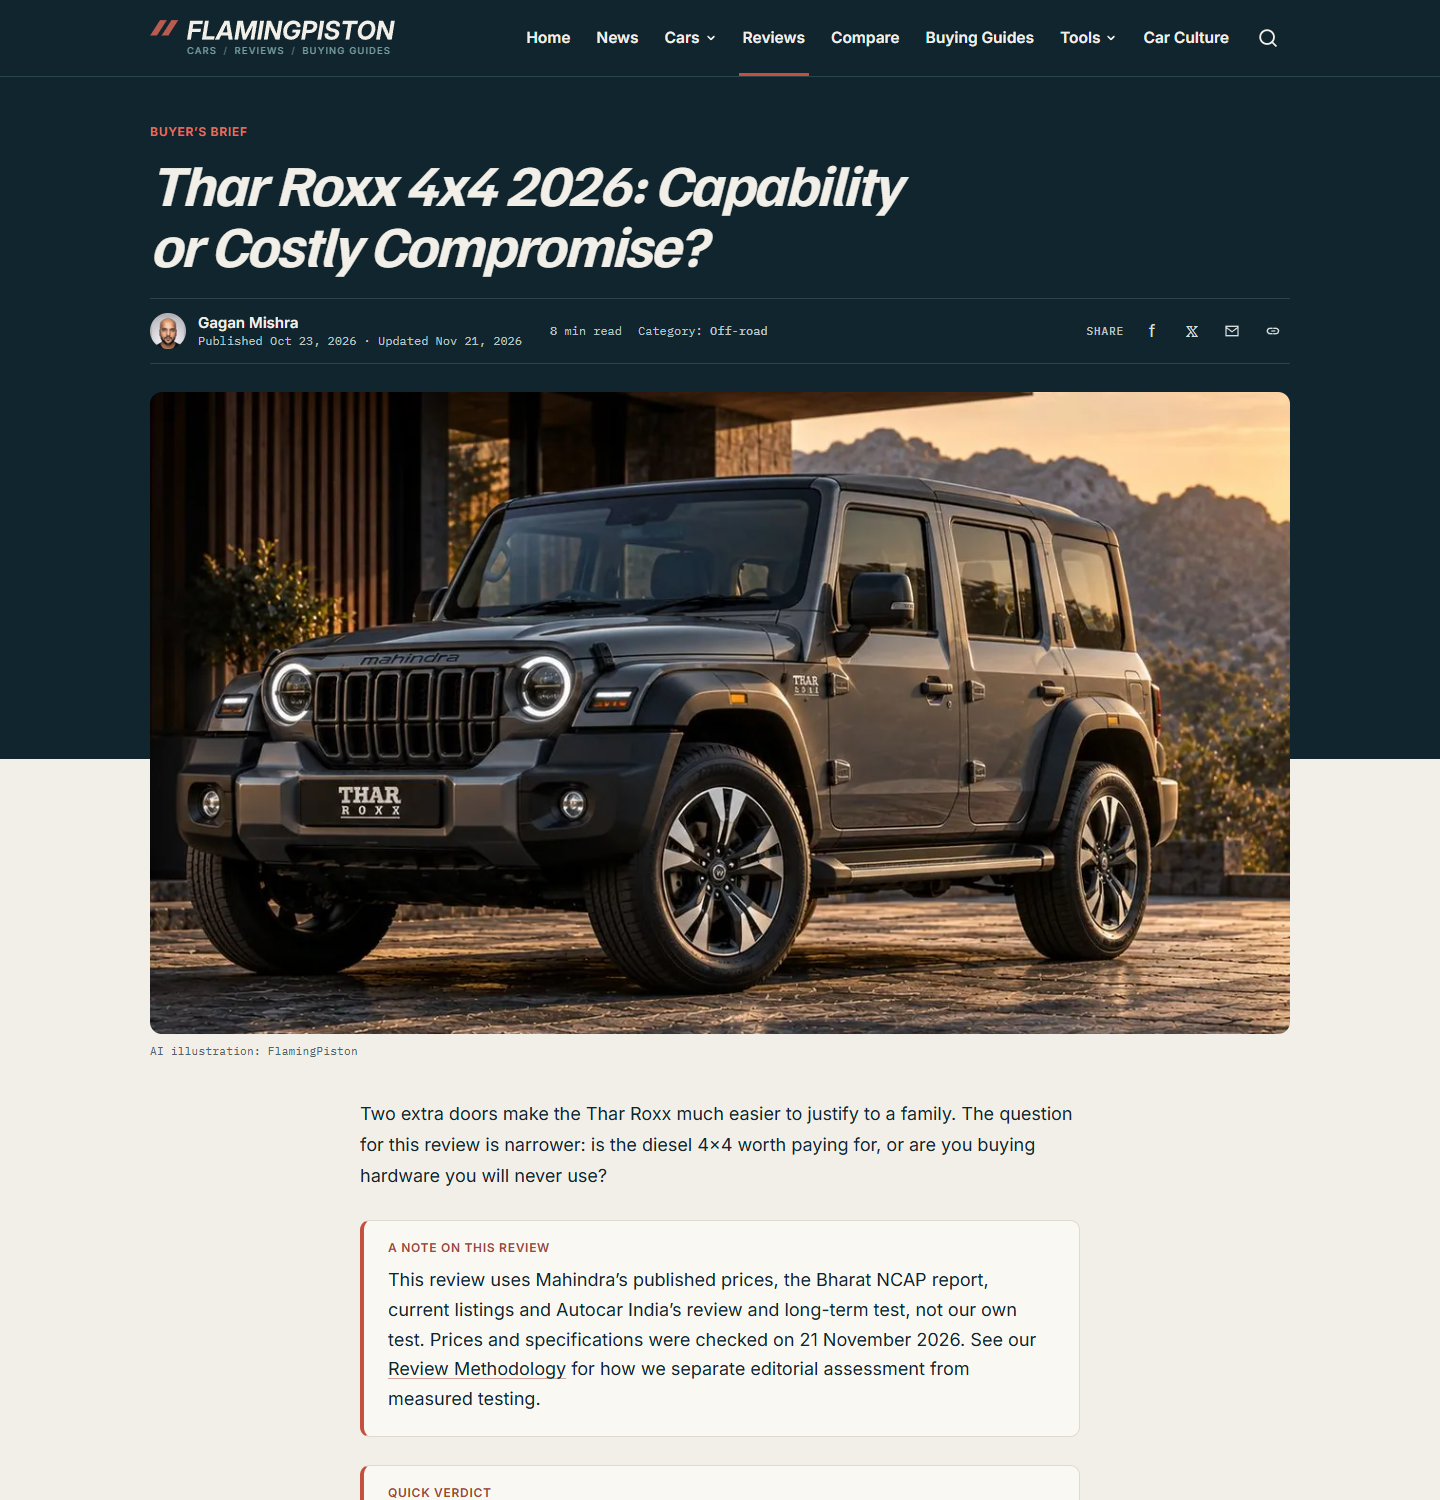 FLAMINGPISTON
CARS / REVIEWS / BUYING GUIDES
Home News Cars Reviews Compare Buying Guides Tools Car Culture
BUYER'S BRIEF
Thar Roxx 4x4 2026: Capability
or Costly Compromise?
Gagan Mishra
Published Oct 23, 2026 · Updated Nov 21, 2026
8 min read Category: Off-road
SHARE
mahindra
THAR
ROXX
THAR
ROXX
AI illustration: FlamingPiston
Two extra doors make the Thar Roxx much easier to justify to a family. The question
for this review is narrower: is the diesel 4×4 worth paying for, or are you buying
hardware you will never use?
A NOTE ON THIS REVIEW
This review uses Mahindra’s published prices, the Bharat NCAP report,
current listings and Autocar India’s review and long-term test, not our own
test. Prices and specifications were checked on 21 November 2026. See our
Review Methodology for how we separate editorial assessment from
measured testing.
QUICK VERDICT